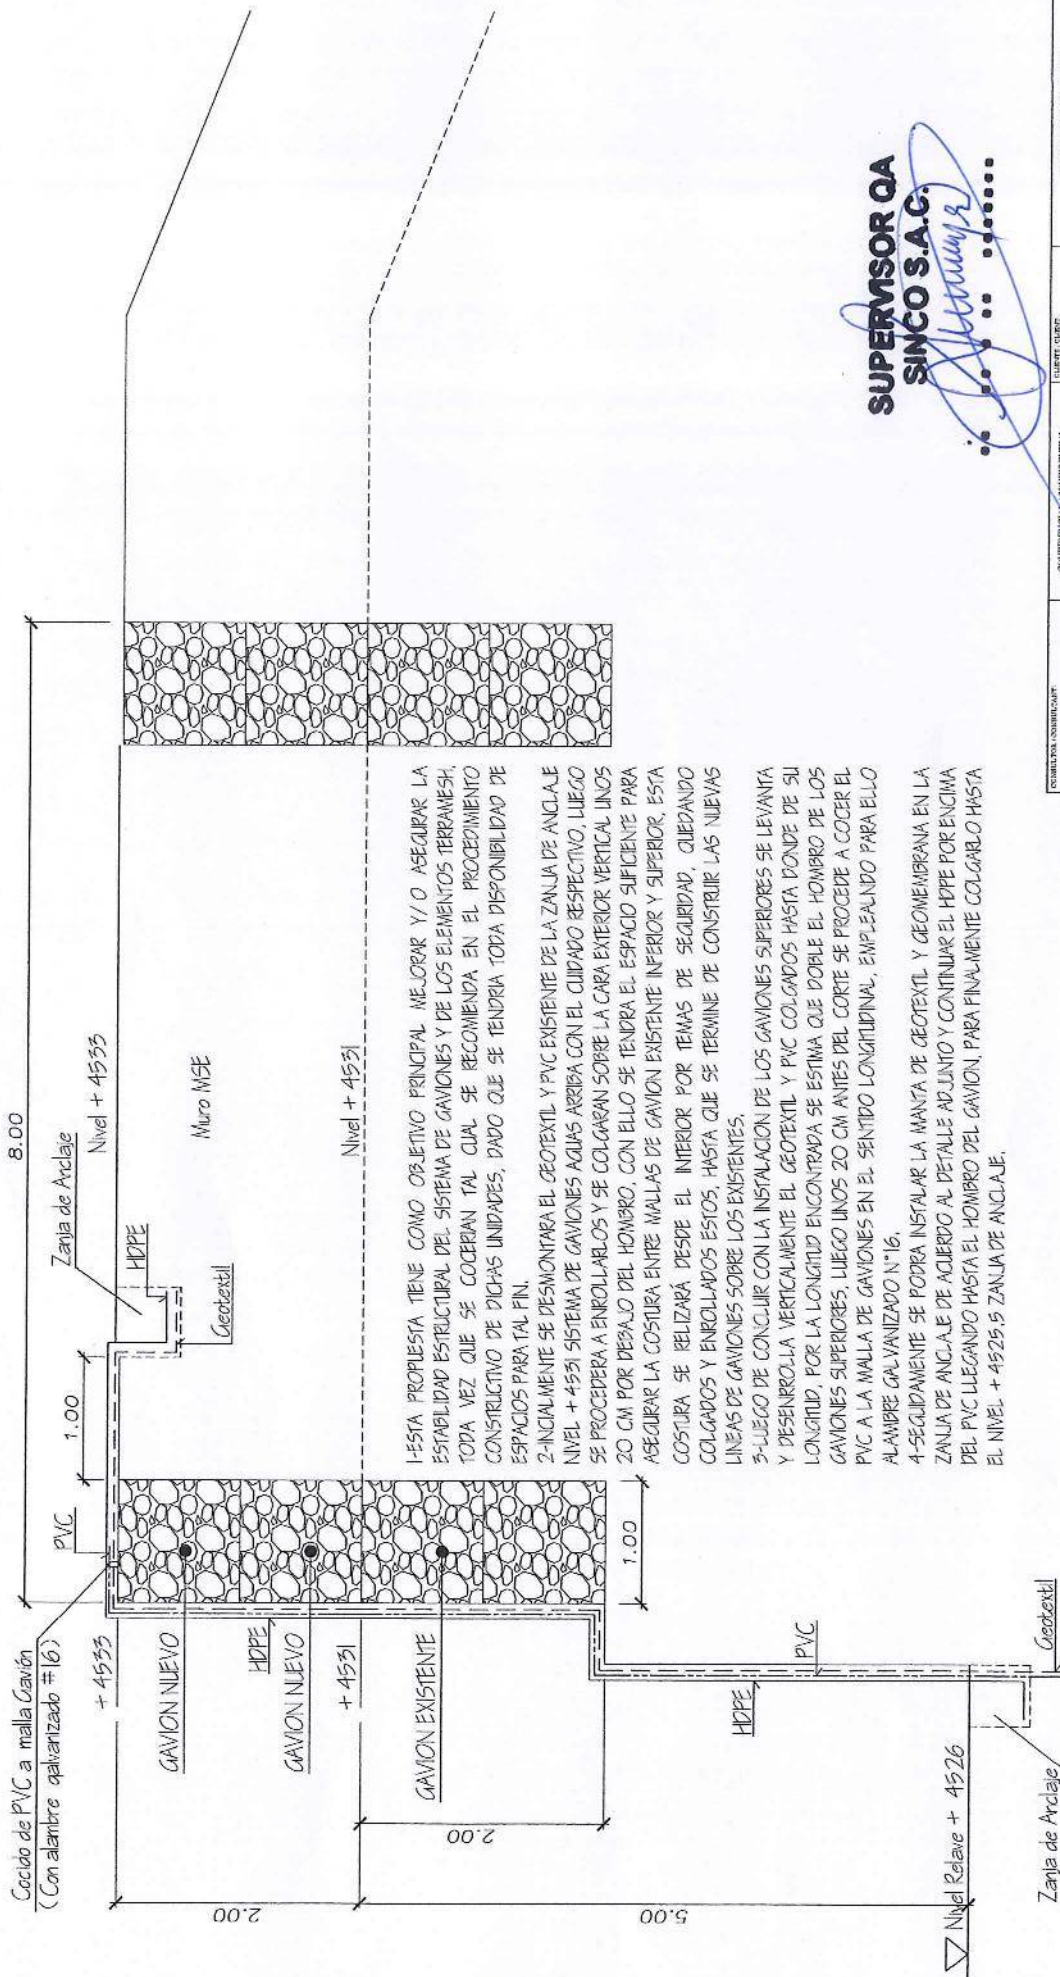 8.00
Cocido de PVC a malla Gavión
(Con alambre galvanizado #16)
PVC
1.00
Zanja de Anclaje
Nivel + 4533
HDPE
Geotextil
Muro MSE
+ 4533
GAVION NUEVO
HDPE
GAVION NUEVO
+ 4531
Nivel + 4531
GAVION EXISTENTE
2.00
2.00
5.00
1.00
HDPE
PVC
Nivel Relave + 4526
Zanja de Anclaje
Geotextil
1-ESTA PROPUESTA TIENE COMO OBJETIVO PRINCIPAL MEJORAR Y/O ASEGURAR LA
ESTABILIDAD ESTRUCTURAL DEL SISTEMA DE GAVIONES Y DE LOS ELEMENTOS TERRAMESH,
TODA VEZ QUE SE COCERIAN TAL CUAL SE RECOMIENDA EN EL PROCEDIMIENTO
CONSTRUCTIVO DE DICHAS UNIDADES, DADO QUE SE TENDRIA TODA DISPONIBILIDAD DE
ESPACIOS PARA TAL FIN.
2-INCIALMENTE SE DESMONTARA EL GEOTEXTIL Y PVC EXISTENTE DE LA ZANJA DE ANCLAJE
NIVEL + 4531 SISTEMA DE GAVIONES AGUAS ARRIBA CON EL CUIDADO RESPECTIVO, LUEGO
SE PROCEDERA A ENROLLARLOS Y SE COLGARAN SOBRE LA CARA EXTERIOR VERTICAL UNOS
20 CM POR DEBAJO DEL HOMBRO, CON ELLO SE TENDRA EL ESPACIO SUFICIENTE PARA
ASEGURAR LA COSTURA ENTRE MALLAS DE GAVION EXISTENTE INFERIOR Y SUPERIOR, ESTA
COSTURA SE RELIZARÁ DESDE EL INTERIOR POR TEMAS DE SEGURIDAD, QUEDANDO
COLGADOS Y ENROLLADOS ESTOS, HASTA QUE SE TERMINE DE CONSTRUIR LAS NUEVAS
LINEAS DE GAVIONES SOBRE LOS EXISTENTES.
3-LUEGO DE CONCLUIR CON LA INSTALACION DE LOS GAVIONES SUPERIORES SE LEVANTA
Y DESENRROLLA VERTICALMENTE EL GEOTEXTIL Y PVC COLGADOS HASTA DONDE DE SU
LONGITUD, POR LA LONGITUD ENCONTRADA SE ESTIMA QUE DOBLE EL HOMBRO DE LOS
GAVIONES SUPERIORES, LUEGO UNOS 20 CM ANTES DEL CORTE SE PROCEDE A COCER EL
PVC A LA MALLA DE GAVIONES EN EL SENTIDO LONGITUDINAL, EMPLEALNDO PARA ELLO
ALAMBRE GALVANIZADO N°16.
4-SEGUIDAMENTE SE PODRA INSTALAR LA MANTA DE GEOTEXTIL Y GEOMEMBRANA EN LA
ZANJA DE ANCLAJE DE ACUERDO AL DETALLE ADJUNTO Y CONTINUAR EL HDPE POR ENCIMA
DEL PVC LLEGANDO HASTA EL HOMBRO DEL GAVION, PARA FINALMENTE COLGARLO HASTA
EL NIVEL + 4525.5 ZANJA DE ANCLAJE.
SUPERVISOR QA
SINCO S.A.C.
CONSULTOR / CONSULTANT:
CLIENTE: CLIENT